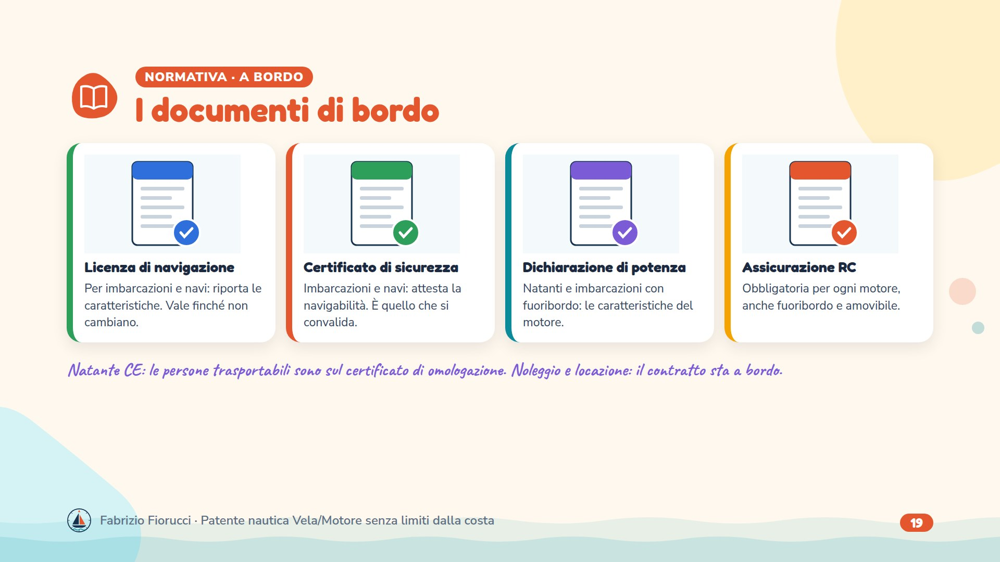 NORMATIVA · A BORDO
I documenti di bordo
Licenza di navigazione
Per imbarcazioni e navi: riporta le
caratteristiche. Vale finché non
cambiano.
Certificato di sicurezza
Imbarcazioni e navi: attesta la
navigabilità. È quello che si
convalida.
Dichiarazione di potenza
Natanti e imbarcazioni con
fuoribordo: le caratteristiche del
motore.
Assicurazione RC
Obbligatoria per ogni motore,
anche fuoribordo e amovibile.
Natante CE: le persone trasportabili sono sul certificato di omologazione. Noleggio e locazione: il contratto sta a bordo.
Fabrizio Fiorucci · Patente nautica Vela/Motore senza limiti dalla costa
19